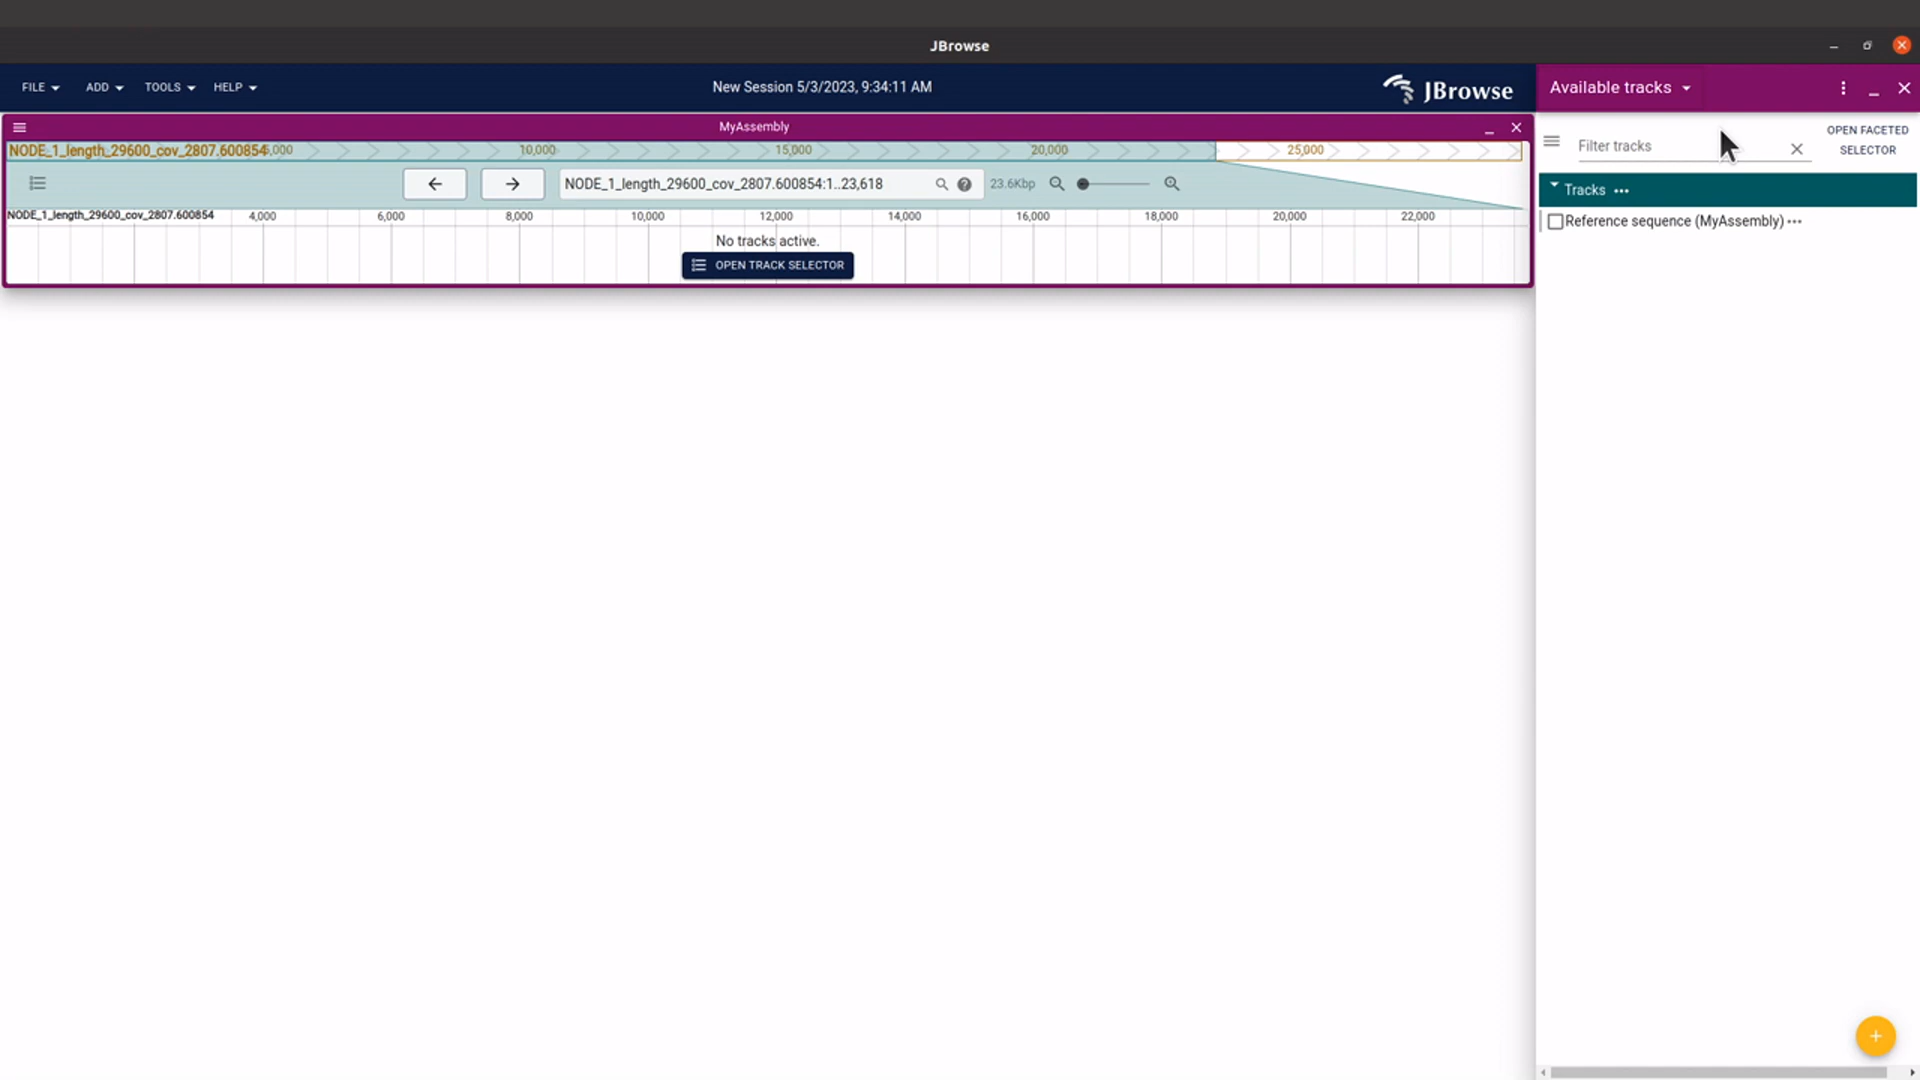 JBrowse
FILE ADD TOOLS HELP New Session 5/3/2023, 9:34:11 AM JBrowse Available tracks
MyAssembly
OPEN FACETED SELECTOR
Filter tracks
NODE_1_length_29600_cov_2807.600854 10,000 15,000 20,000 25,000
NODE_1_length_29600_cov_2807.600854:1..23,618 23.6Kbp
Tracks
NODE_1_length_29600_cov_2807.600854 4,000 6,000 8,000 10,000 12,000 14,000 16,000 18,000 20,000 22,000
Reference sequence (MyAssembly)
No tracks active.
OPEN TRACK SELECTOR